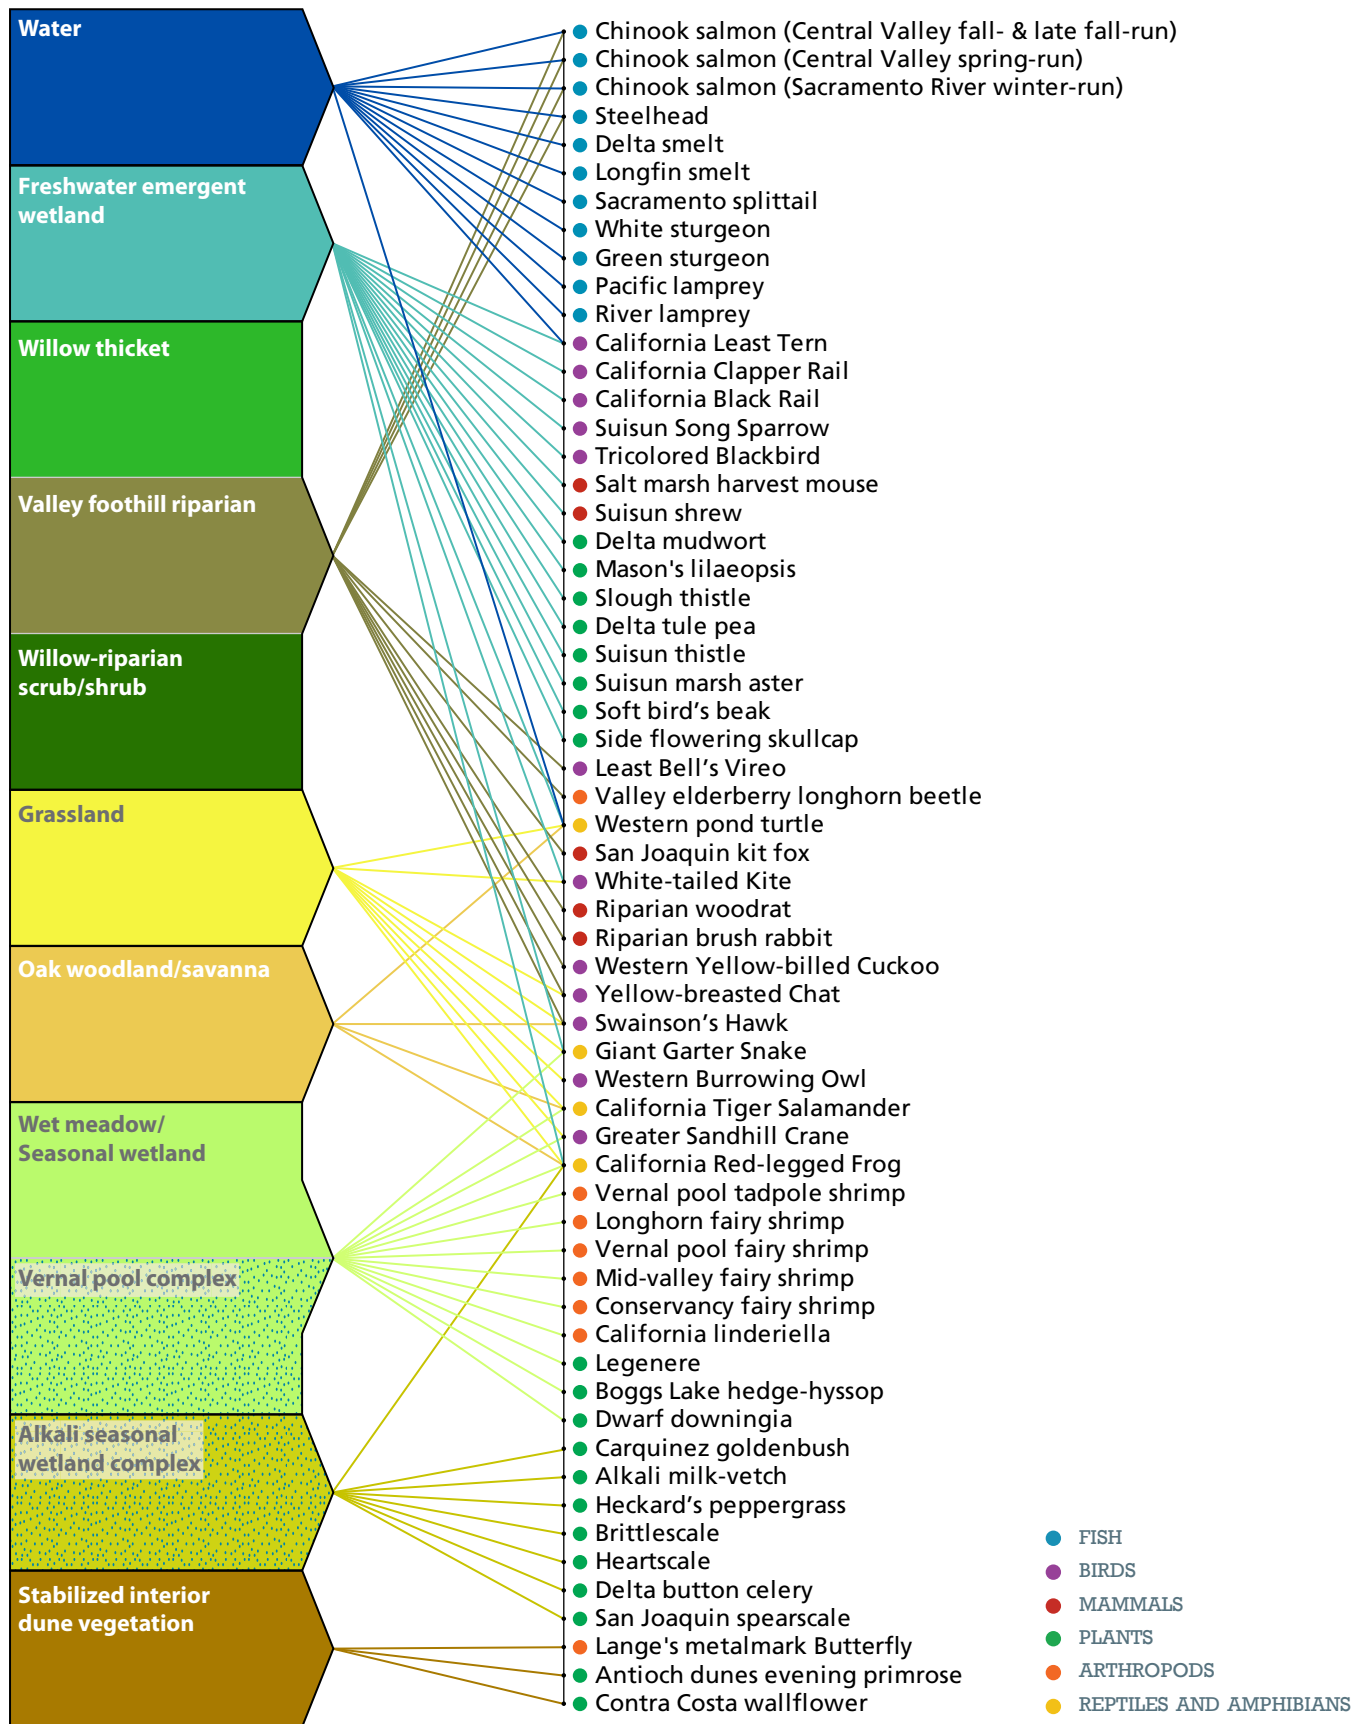 Water
Freshwater emergent
wetland
Willow thicket
Valley foothill riparian
Willow-riparian
scrub/shrub
Grassland
Oak woodland/savanna
Wet meadow/
Seasonal wetland
Vernal pool complex
Alkali seasonal
wetland complex
Stabilized interior
dune vegetation
Chinook salmon (Central Valley fall- & late fall-run)
Chinook salmon (Central Valley spring-run)
Chinook salmon (Sacramento River winter-run)
Steelhead
Delta smelt
Longfin smelt
Sacramento splittail
White sturgeon
Green sturgeon
Pacific lamprey
River lamprey
California Least Tern
California Clapper Rail
California Black Rail
Suisun Song Sparrow
Tricolored Blackbird
Salt marsh harvest mouse
Suisun shrew
Delta mudwort
Mason's lilaeopsis
Slough thistle
Delta tule pea
Suisun thistle
Suisun marsh aster
Soft bird’s beak
Side flowering skullcap
Least Bell’s Vireo
Valley elderberry longhorn beetle
Western pond turtle
San Joaquin kit fox
White-tailed Kite
Riparian woodrat
Riparian brush rabbit
Western Yellow-billed Cuckoo
Yellow-breasted Chat
Swainson’s Hawk
Giant Garter Snake
Western Burrowing Owl
California Tiger Salamander
Greater Sandhill Crane
California Red-legged Frog
Vernal pool tadpole shrimp
Longhorn fairy shrimp
Vernal pool fairy shrimp
Mid-valley fairy shrimp
Conservancy fairy shrimp
California linderiella
Legenere
Boggs Lake hedge-hyssop
Dwarf downingia
Carquinez goldenbush
Alkali milk-vetch
Heckard’s peppergrass
Brittlescale
Heartscale
Delta button celery
San Joaquin spearscale
Lange's metalmark Butterfly
Antioch dunes evening primrose
Contra Costa wallflower
FISH
BIRDS
MAMMALS
PLANTS
ARTHROPODS
REPTILES AND AMPHIBIANS